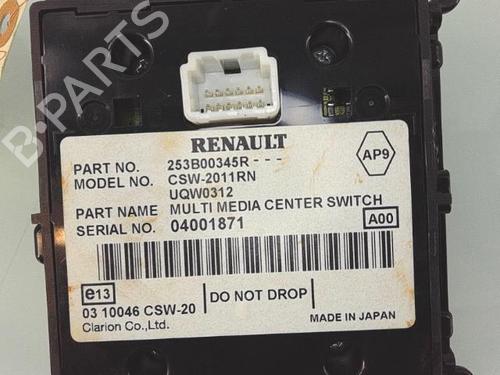 RENAULT
PART NO. 253B00345R - - -
MODEL NO. CSW-2011RN
UQW0312
AP9
PART NAME MULTI MEDIA CENTER SWITCH
SERIAL NO. 04001871
A00
e13
DO NOT DROP
03 10046 CSW-20
Clarion Co.,Ltd.
MADE IN JAPAN
B-PARTS